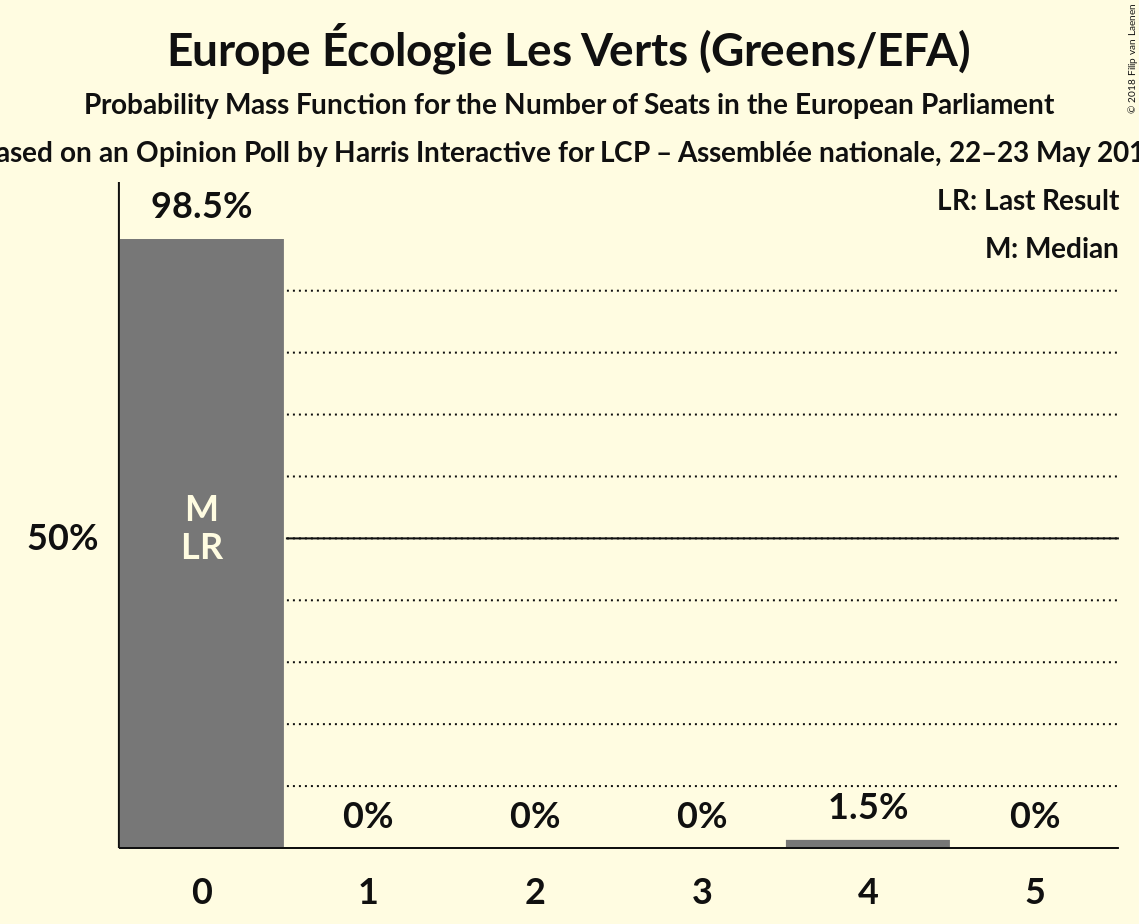 Europe Écologie Les Verts (Greens/EFA)
Probability Mass Function for the Number of Seats in the European Parliament
on an Opinion Poll by Harris Interactive for LCP – Assemblée nationale, 22–23 May
© 2018 Filip van Laenen
LR: Last Result
M: Median
98.5%
M
LR
50%
0% 0% 0% 1.5% 0%
0 1 2 3 4 5